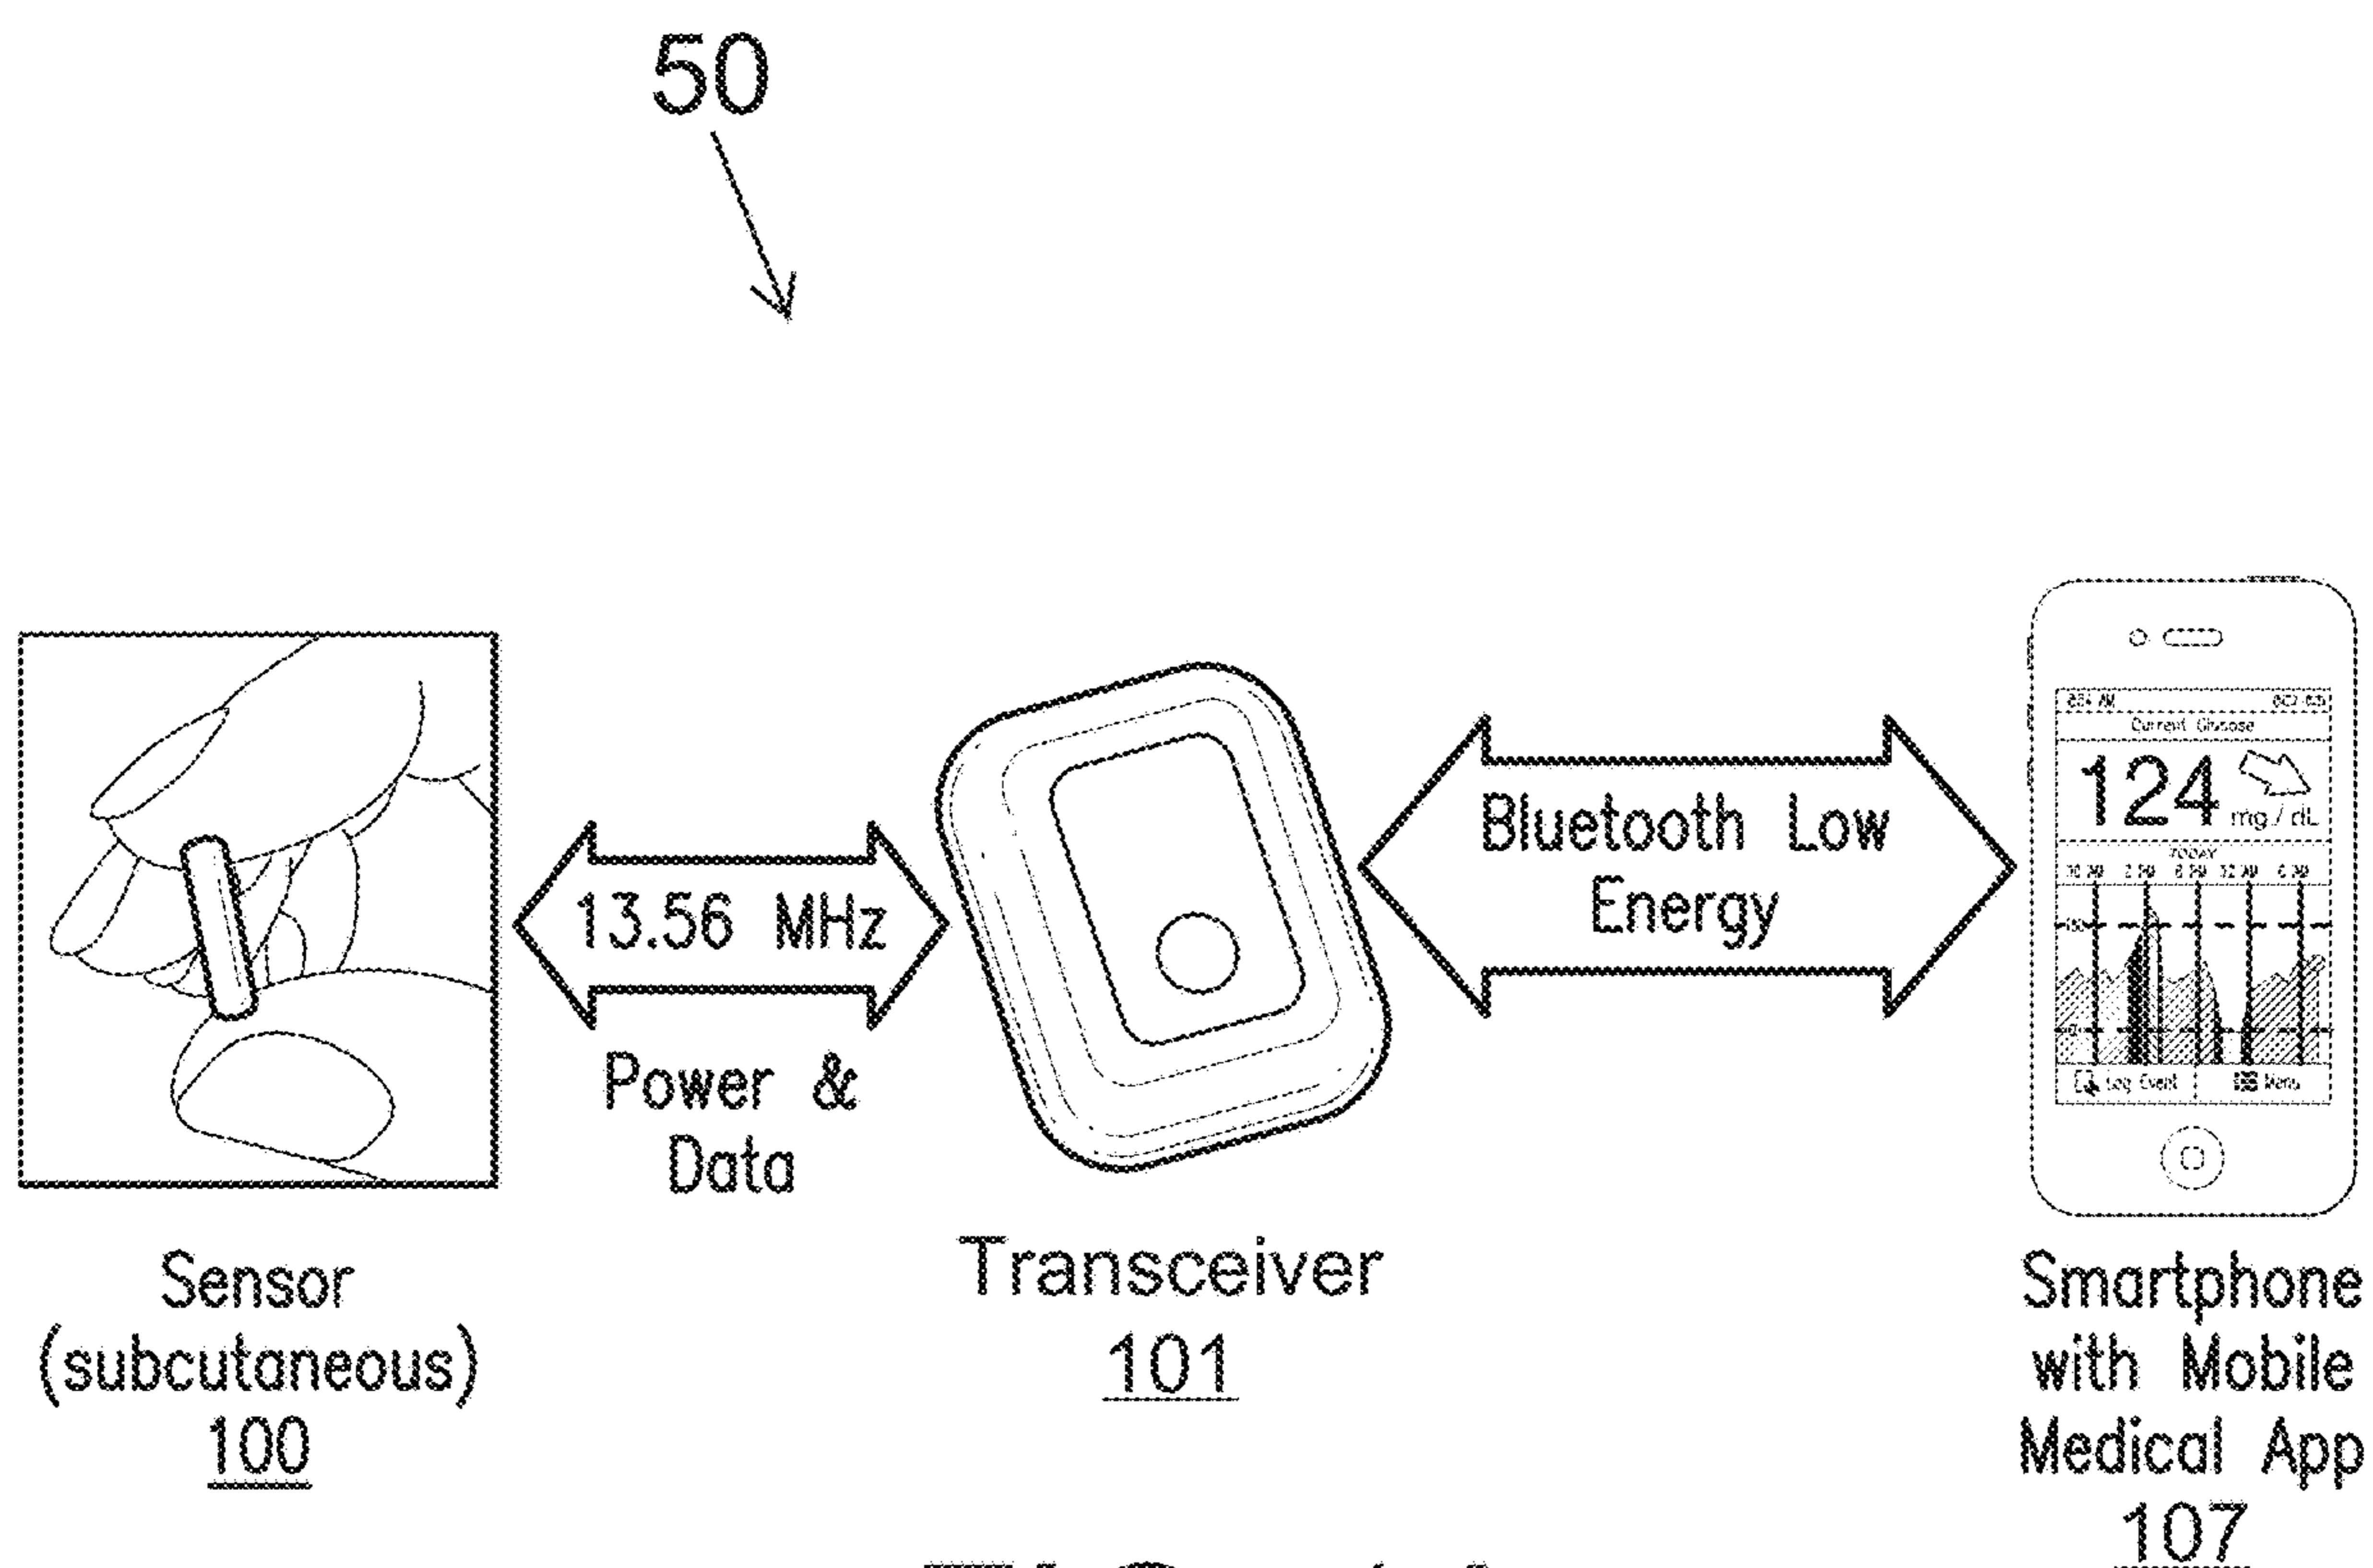 50
13.56 MHz
Power &
Data
Bluetooth Low
Energy
Current Glucose
124
mg / dL
TODAY
Log Event
Menu
Sensor
(subcutaneous)
100
Transceiver
101
Smartphone
with Mobile
Medical App
107